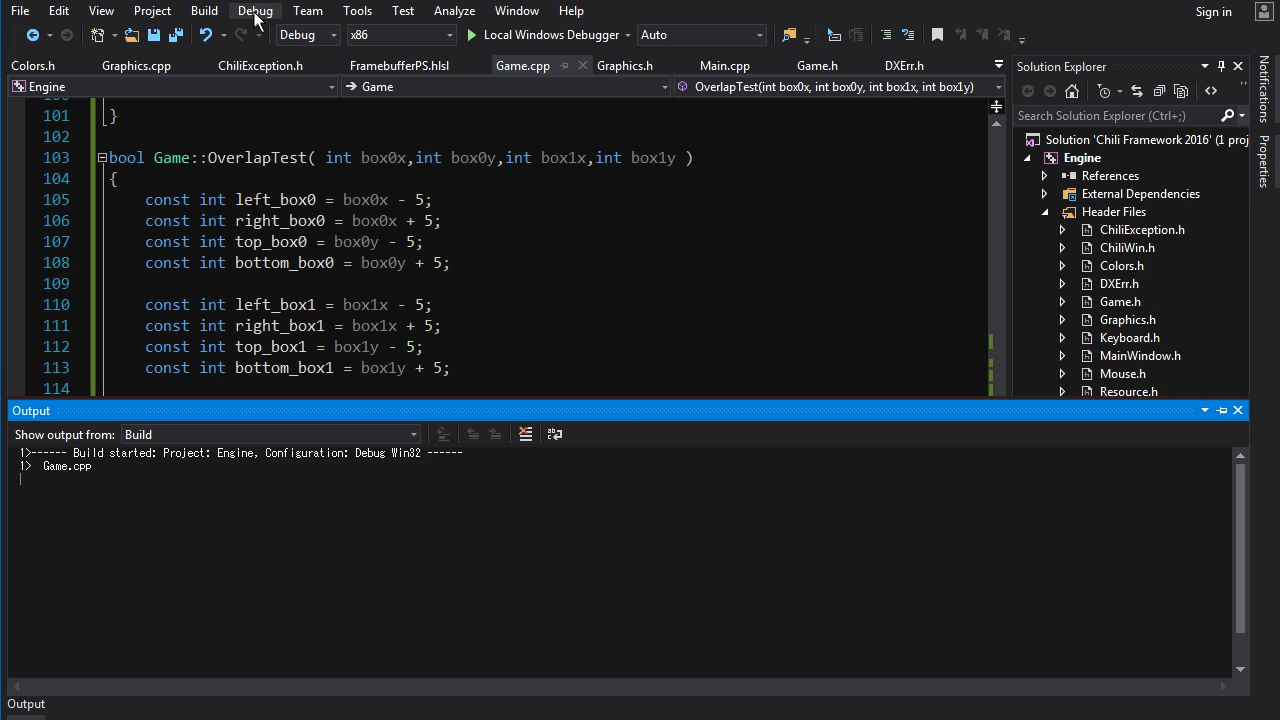 File Edit View Project Build Debug Team Tools Test Analyze Window Help Sign in
Debug x86 Local Windows Debugger Auto
Colors.h Graphics.cpp ChiliException.h FramebufferPS.hlsl Game.cpp Graphics.h Main.cpp Game.h DXErr.h
Engine Game OverlapTest(int box0x, int box0y, int box1x, int box1y)
101 }
102
103 bool Game::OverlapTest( int box0x,int box0y,int box1x,int box1y )
104 {
105 const int left_box0 = box0x - 5;
106 const int right_box0 = box0x + 5;
107 const int top_box0 = box0y - 5;
108 const int bottom_box0 = box0y + 5;
109
110 const int left_box1 = box1x - 5;
111 const int right_box1 = box1x + 5;
112 const int top_box1 = box1y - 5;
113 const int bottom_box1 = box1y + 5;
114
Solution Explorer
Search Solution Explorer (Ctrl+;)
Solution 'Chili Framework 2016' (1 proj
Engine
References
External Dependencies
Header Files
ChiliException.h
ChiliWin.h
Colors.h
DXErr.h
Game.h
Graphics.h
Keyboard.h
MainWindow.h
Mouse.h
Resource.h
Notifications
Properties
Output
Show output from: Build
1>------ Build started: Project: Engine, Configuration: Debug Win32 ------
1> Game.cpp
Output